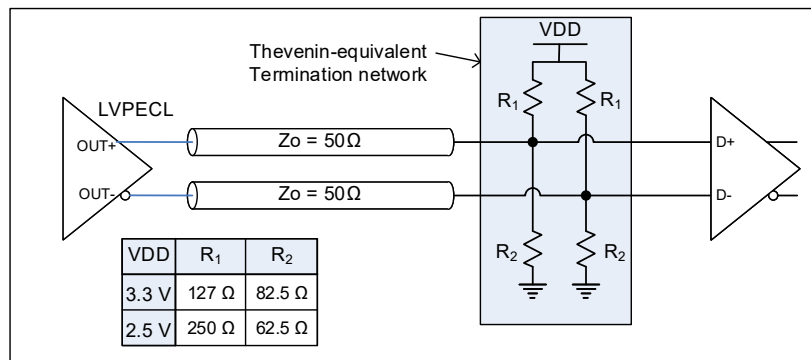 VDD
Thevenin-equivalent
Termination network
R1
R1
LVPECL
OUT+
Zo = 50Ω
D+
OUT-
Zo = 50Ω
D-
R2
R2
VDD R1 R2
3.3 V 127 Ω 82.5 Ω
2.5 V 250 Ω 62.5 Ω